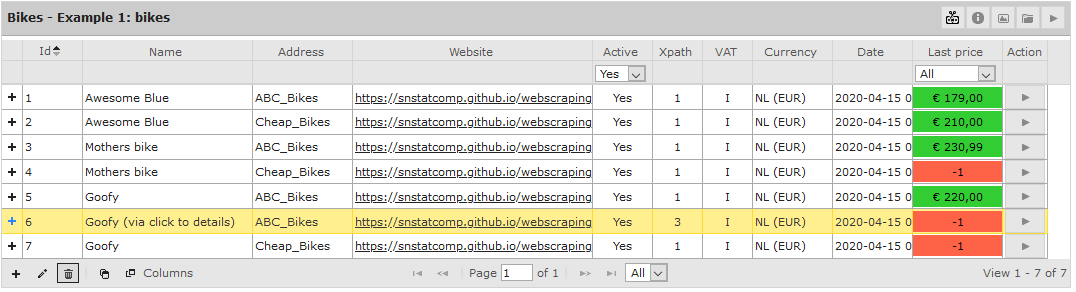 Bikes - Example 1: bikes
Id Name Address Website Active Xpath VAT Currency Date Last price Action
Yes All
1 Awesome Blue ABC_Bikes https://snstatcomp.github.io/webscraping Yes 1 I NL (EUR) 2020-04-15 0 € 179,00
2 Awesome Blue Cheap_Bikes https://snstatcomp.github.io/webscraping Yes 1 I NL (EUR) 2020-04-15 0 € 210,00
3 Mothers bike ABC_Bikes https://snstatcomp.github.io/webscraping Yes 1 I NL (EUR) 2020-04-15 0 € 230,99
4 Mothers bike Cheap_Bikes https://snstatcomp.github.io/webscraping Yes 1 I NL (EUR) 2020-04-15 0 -1
5 Goofy ABC_Bikes https://snstatcomp.github.io/webscraping Yes 1 I NL (EUR) 2020-04-15 0 € 220,00
6 Goofy (via click to details) ABC_Bikes https://snstatcomp.github.io/webscraping Yes 3 I NL (EUR) 2020-04-15 0 -1
7 Goofy Cheap_Bikes https://snstatcomp.github.io/webscraping Yes 1 I NL (EUR) 2020-04-15 0 -1
Columns Page 1 of 1 All View 1 - 7 of 7